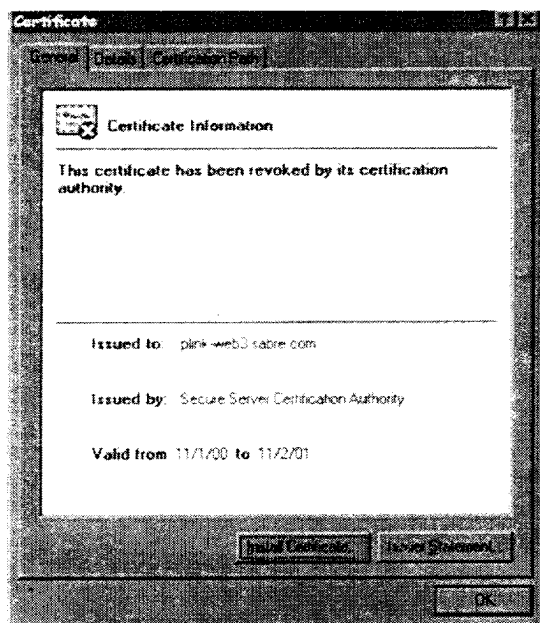 Certificate
General Details Certification Path
Certificate Information
This certificate has been revoked by its certification
authority.
Issued to: plink-web3.sabre.com
Issued by: Secure Server Certification Authority
Valid from 11/1/00 to 11/2/01
Install Certificate... Issuer Statement...
OK